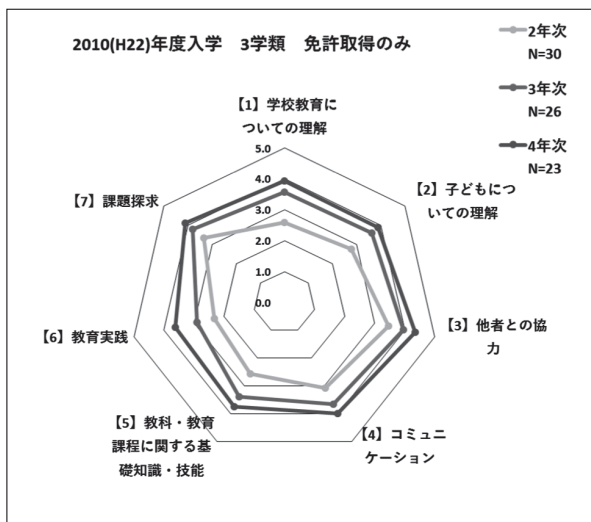 2010(H22)年度入学　3学類　免許取得のみ
2年次
N=30
3年次
N=26
4年次
N=23
【1】学校教育に
ついての理解
【2】子どもにつ
いての理解
【3】他者との協
力
【4】コミュニ
ケーション
【5】教科・教育
課程に関する基
礎知識・技能
【6】教育実践
【7】課題探求
5.0
4.0
3.0
2.0
1.0
0.0